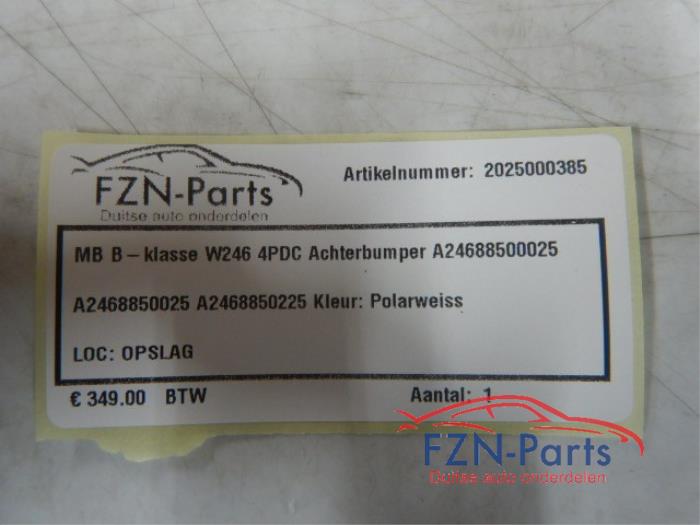 FZN-Parts
Duitse auto onderdelen
Artikelnummer: 2025000385
MB B – klasse W246 4PDC Achterbumper A24688500025
A2468850025 A2468850225 Kleur: Polarweiss
LOC: OPSLAG
€ 349.00 BTW
Aantal: 1
FZN-Parts
Duitse auto onderdelen